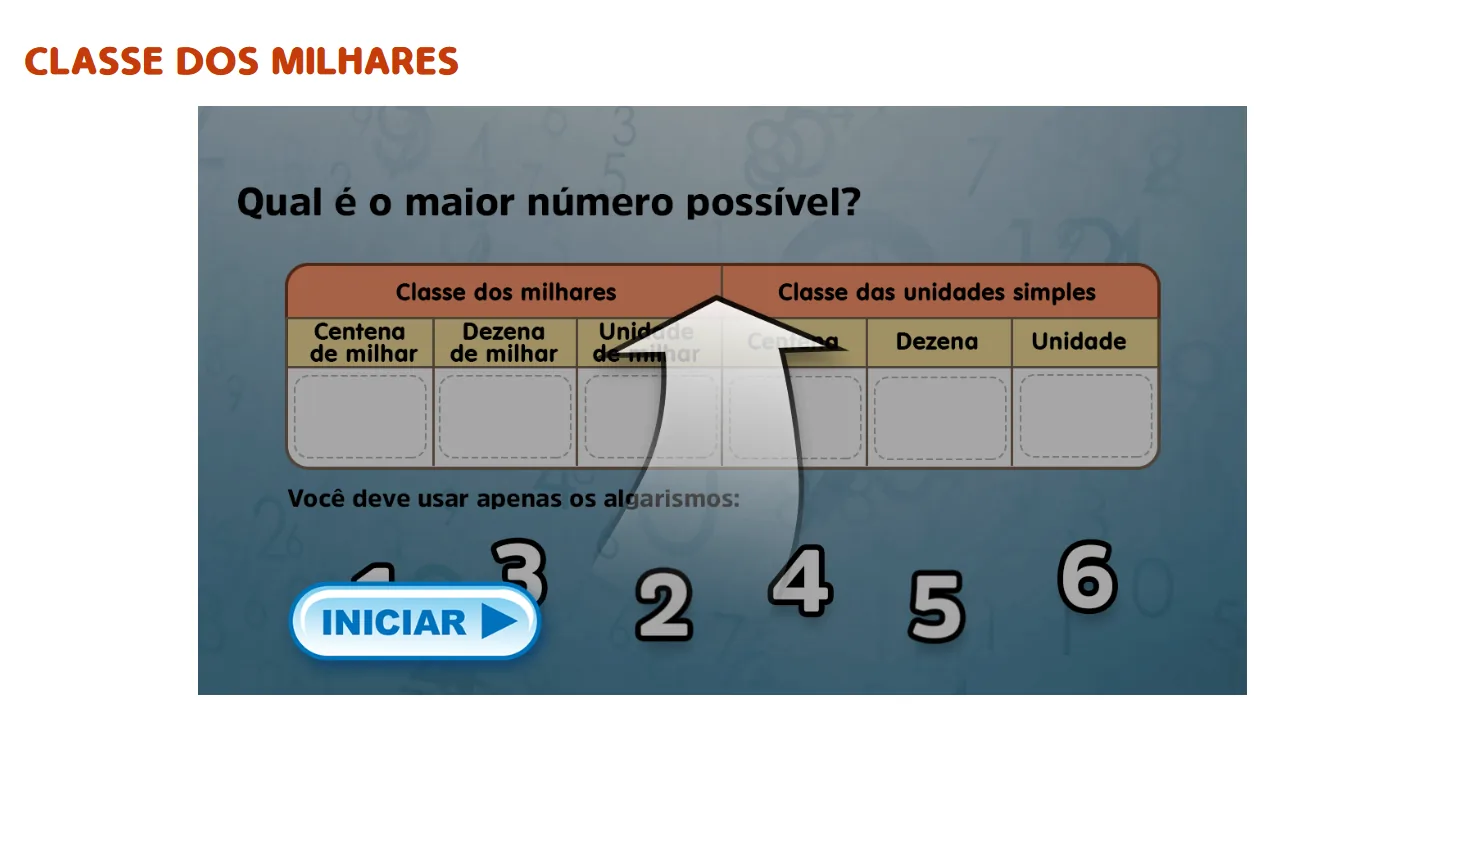 CLASSE DOS MILHARES
Qual é o maior número possível?
Classe dos milhares Classe das unidades simples
Centena de milhar Dezena de milhar Unidade de milhar Centena Dezena Unidade
Você deve usar apenas os algarismos:
1 3 2 4 5 6
INICIAR